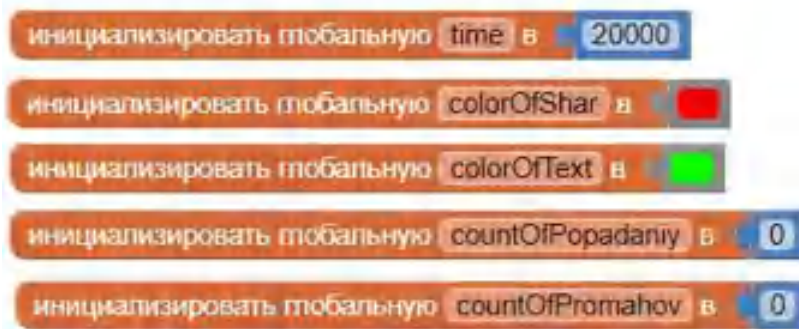 инициализировать глобальную time в 20000
инициализировать глобальную colorOfShar в
инициализировать глобальную colorOfText в
инициализировать глобальную countOfPopadaniy в 0
инициализировать глобальную countOfPromahov в 0